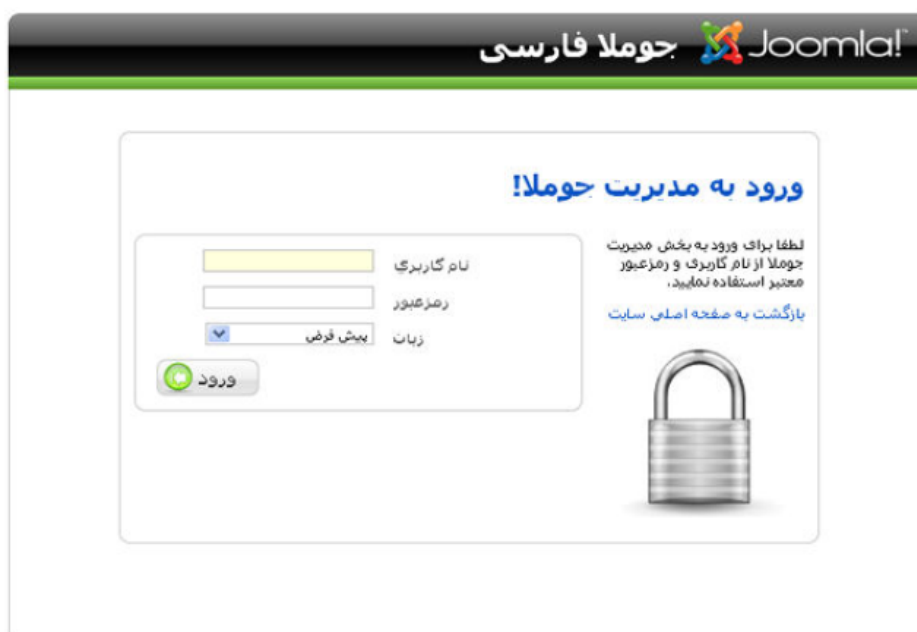 Joomla!™ جوملا فارسی
ورود به مدیریت جوملا!
لطفا برای ورود به بخش مدیریت
جوملا از نام کاربری و رمزعبور
معتبر استفاده نمایید.
بازگشت به صفحه اصلی سایت
نام کاربری
رمزعبور
زبان
پیش فرض
ورود